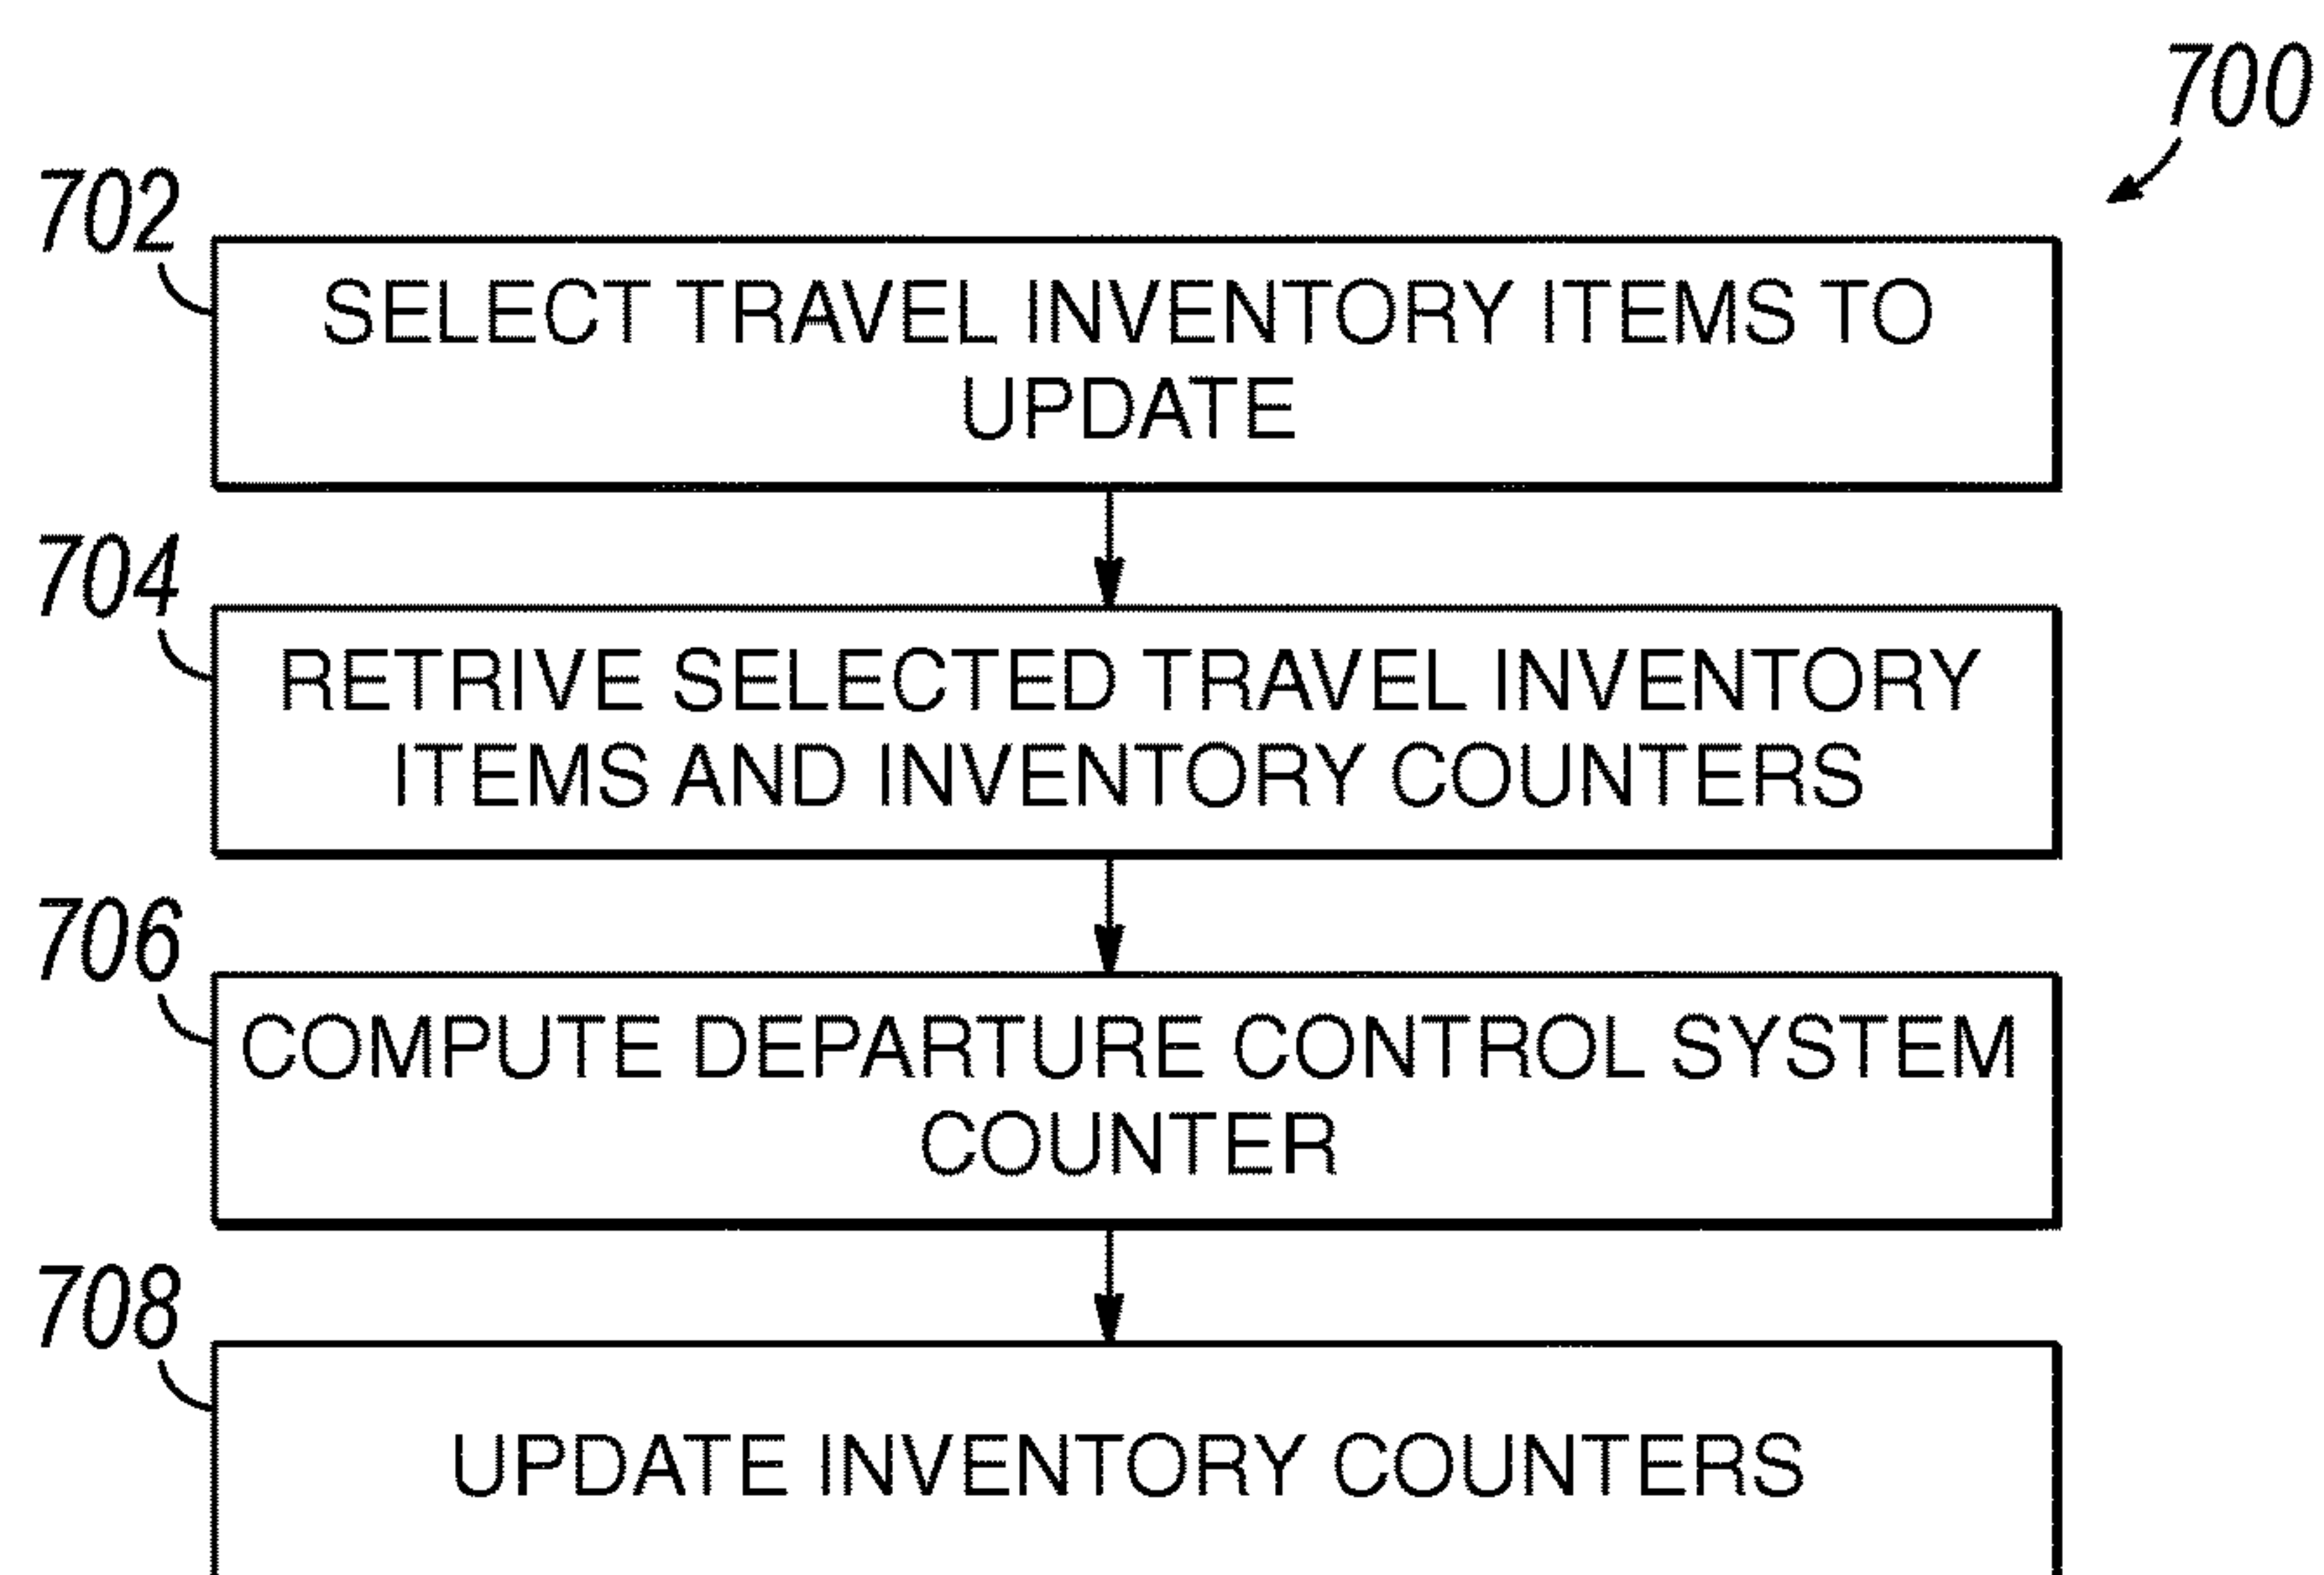 700
702
SELECT TRAVEL INVENTORY ITEMS TO
UPDATE
704
RETRIVE SELECTED TRAVEL INVENTORY
ITEMS AND INVENTORY COUNTERS
706
COMPUTE DEPARTURE CONTROL SYSTEM
COUNTER
708
UPDATE INVENTORY COUNTERS